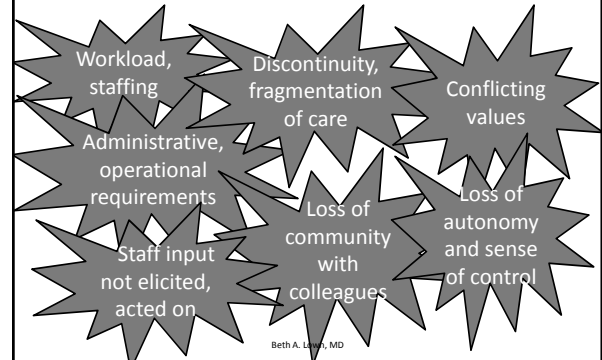 Workload,
staffing
Discontinuity,
fragmentation
of care
Conflicting
values
Administrative,
operational
requirements
Loss of
community
with
colleagues
Loss of
autonomy
and sense
of control
Staff input
not elicited,
acted on
Beth A. Lown, MD